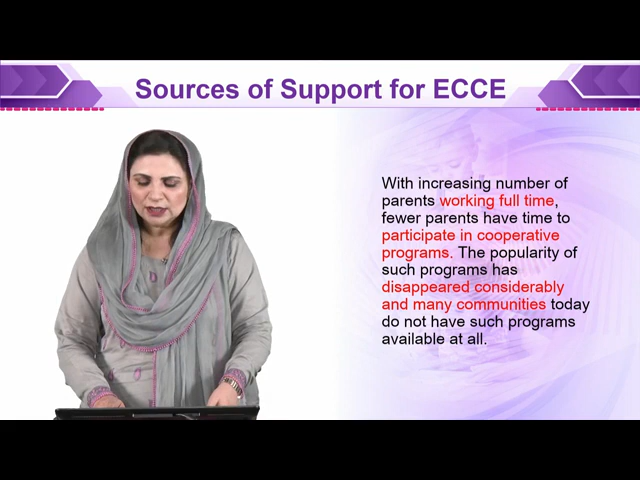 Sources of Support for ECCE
With increasing number of
parents working full time,
fewer parents have time to
participate in cooperative
programs. The popularity of
such programs has
disappeared considerably
and many communities today
do not have such programs
available at all.